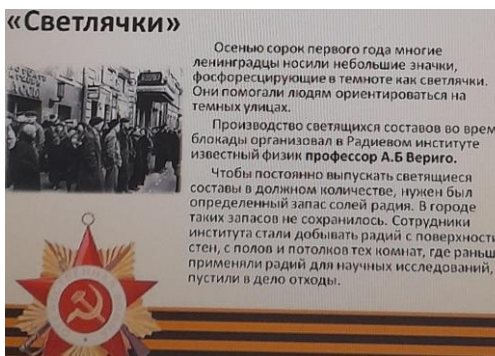 «Светлячки»
Осенью сорок первого года многие
ленинградцы носили небольшие значки,
фосфоресцирующие в темноте как светлячки.
Они помогали людям ориентироваться на
темных улицах.
Производство светящихся составов во врем
блокады организовал в Радиевом институте
известный физик профессор А.Б Вериго.
Чтобы постоянно выпускать светящиеся
составы в должном количестве, нужен был
определенный запас солей радия. В городе
таких запасов не сохранилось. Сотрудники
института стали добывать радий с поверхност
стен, с полов и потолков тех комнат, где раньш
применяли радий для научных исследований,
пустили в дело отходы.